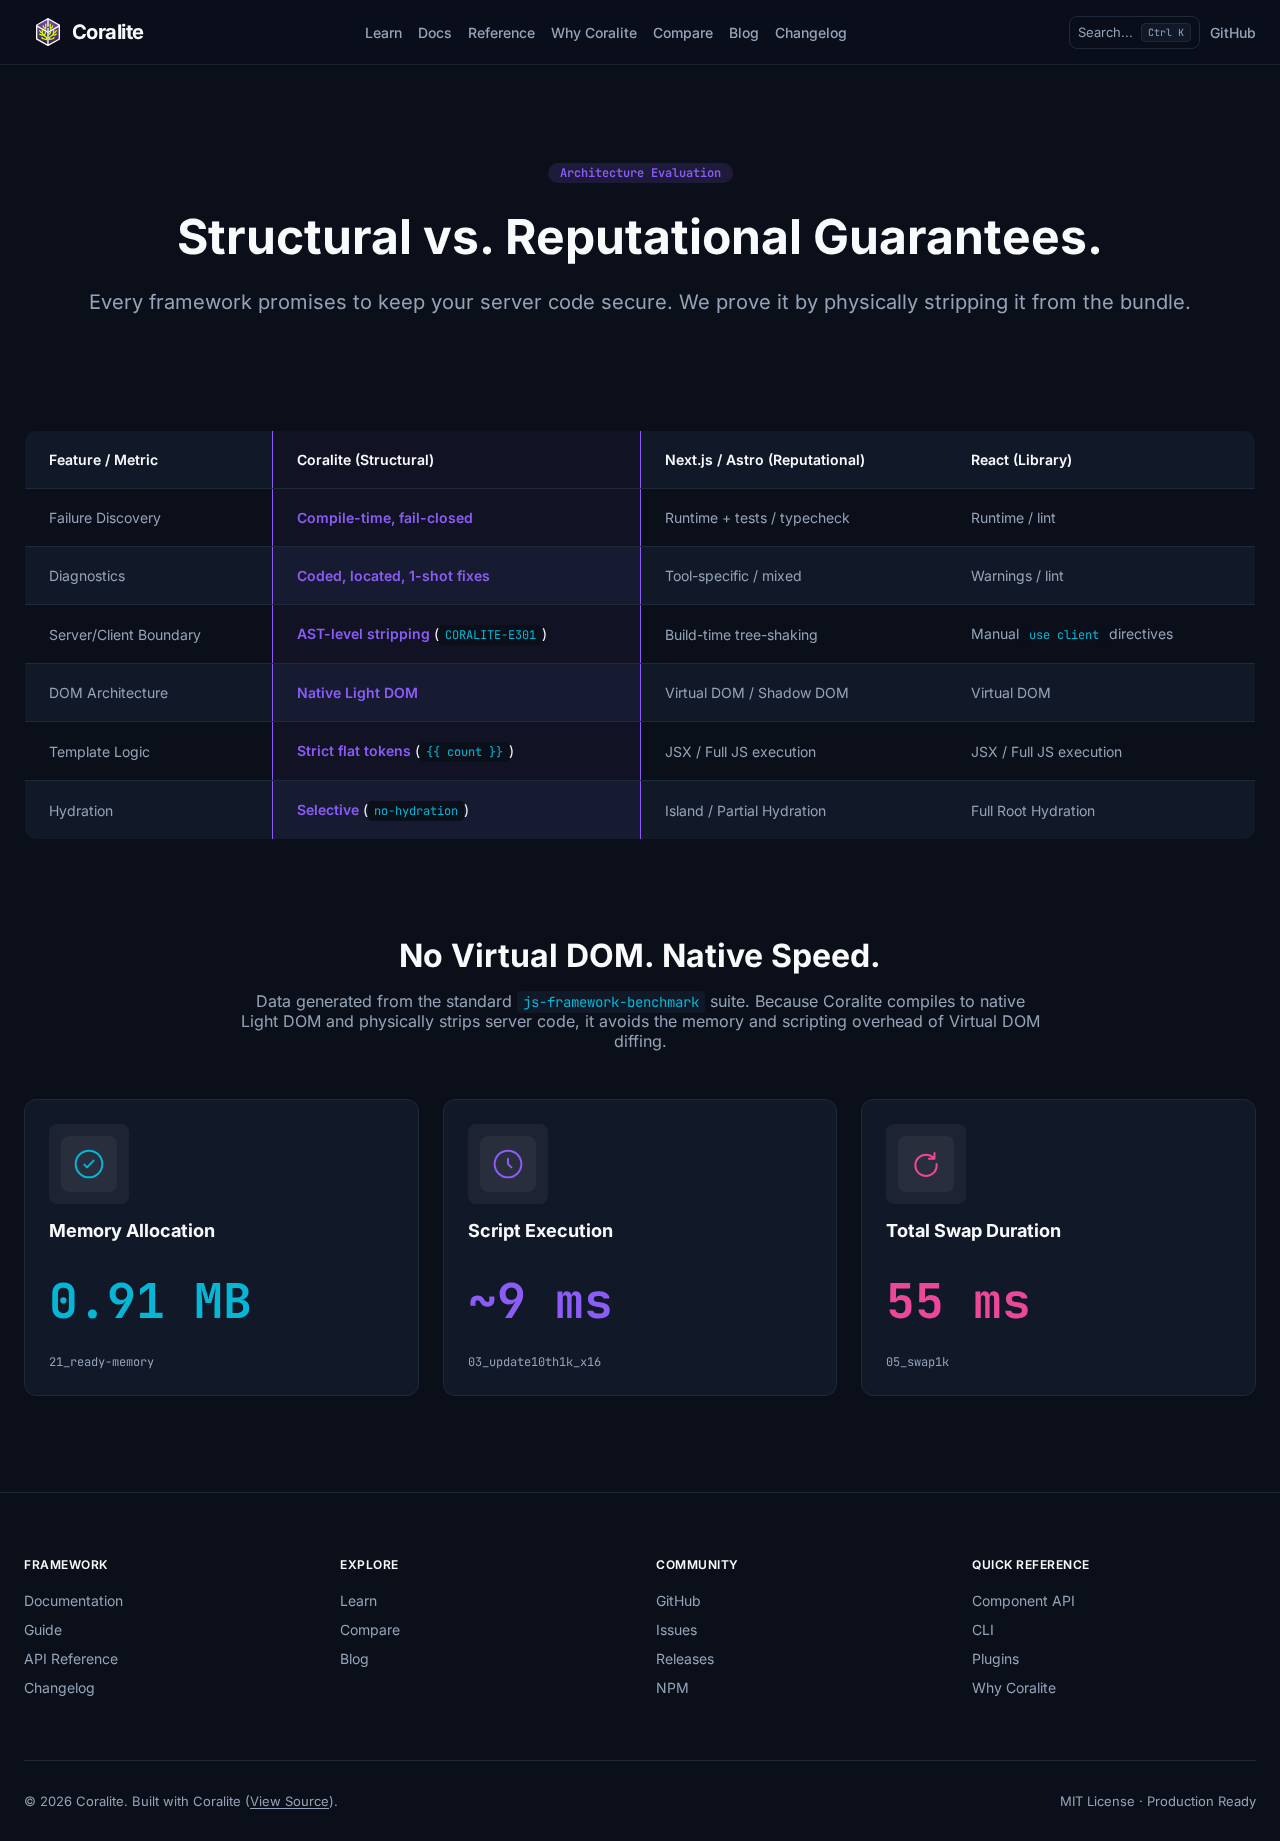 Coralite
Learn Docs Reference Why Coralite Compare Blog Changelog
Search... Ctrl K GitHub
Architecture Evaluation
Structural vs. Reputational Guarantees.
Every framework promises to keep your server code secure. We prove it by physically stripping it from the bundle.
Feature / Metric Coralite (Structural) Next.js / Astro (Reputational) React (Library)
Failure Discovery Compile-time, fail-closed Runtime + tests / typecheck Runtime / lint
Diagnostics Coded, located, 1-shot fixes Tool-specific / mixed Warnings / lint
Server/Client Boundary AST-level stripping ( CORALITE-E301 ) Build-time tree-shaking Manual use client directives
DOM Architecture Native Light DOM Virtual DOM / Shadow DOM Virtual DOM
Template Logic Strict flat tokens ( {{ count }} ) JSX / Full JS execution JSX / Full JS execution
Hydration Selective ( no-hydration ) Island / Partial Hydration Full Root Hydration
No Virtual DOM. Native Speed.
Data generated from the standard js-framework-benchmark suite. Because Coralite compiles to native
Light DOM and physically strips server code, it avoids the memory and scripting overhead of Virtual DOM
diffing.
Memory Allocation
0.91 MB
21_ready-memory
Script Execution
~9 ms
03_update10th1k_x16
Total Swap Duration
55 ms
05_swap1k
FRAMEWORK
Documentation
Guide
API Reference
Changelog
EXPLORE
Learn
Compare
Blog
COMMUNITY
GitHub
Issues
Releases
NPM
QUICK REFERENCE
Component API
CLI
Plugins
Why Coralite
© 2026 Coralite. Built with Coralite (View Source).
MIT License · Production Ready